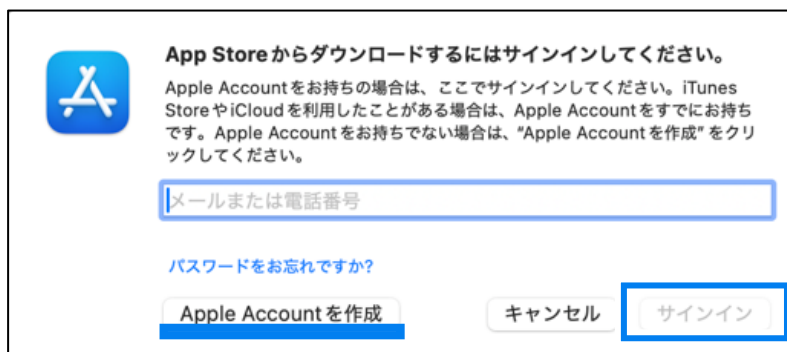 App Storeからダウンロードするにはサインインしてください。
Apple Accountをお持ちの場合は、ここでサインインしてください。iTunes
StoreやiCloudを利用したことがある場合は、Apple Accountをすでにお持ち
です。Apple Accountをお持ちでない場合は、“Apple Accountを作成” をクリ
ックしてください。
メールまたは電話番号
パスワードをお忘れですか?
Apple Accountを作成 キャンセル サインイン